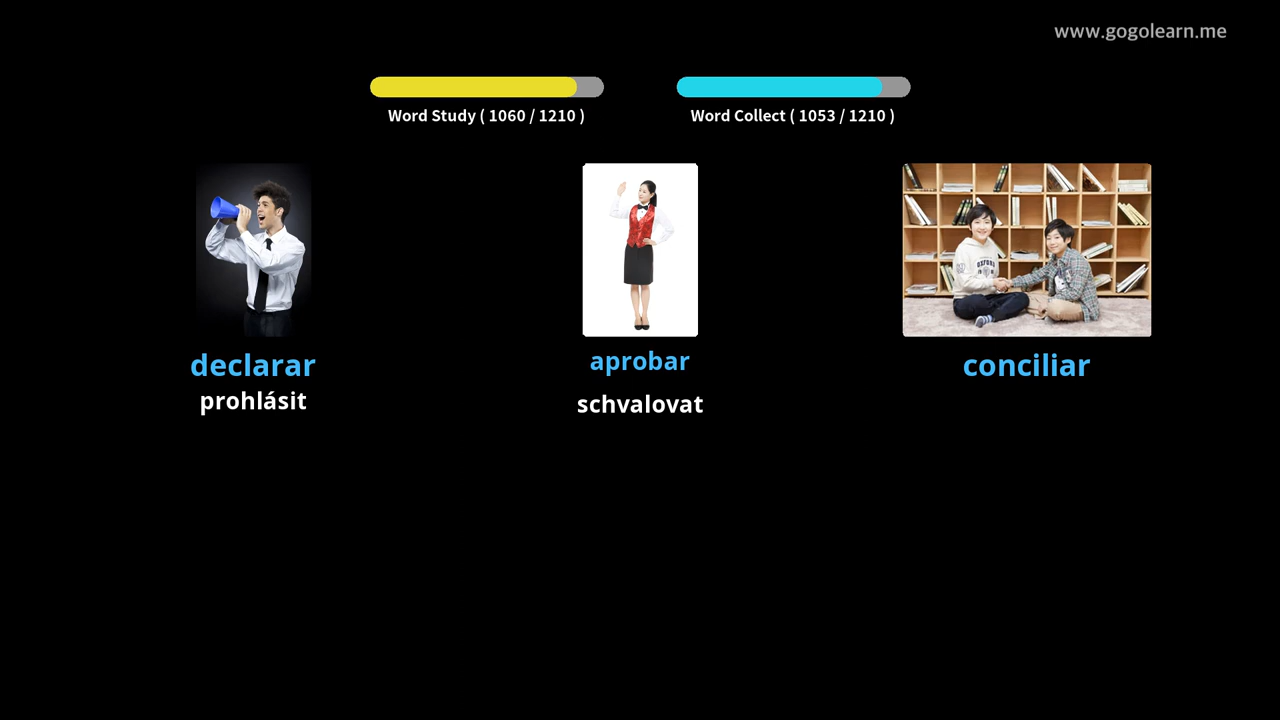 www.gogolearn.me
Word Study ( 1060 / 1210 )
Word Collect ( 1053 / 1210 )
declarar
prohlásit
aprobar
schvalovat
conciliar